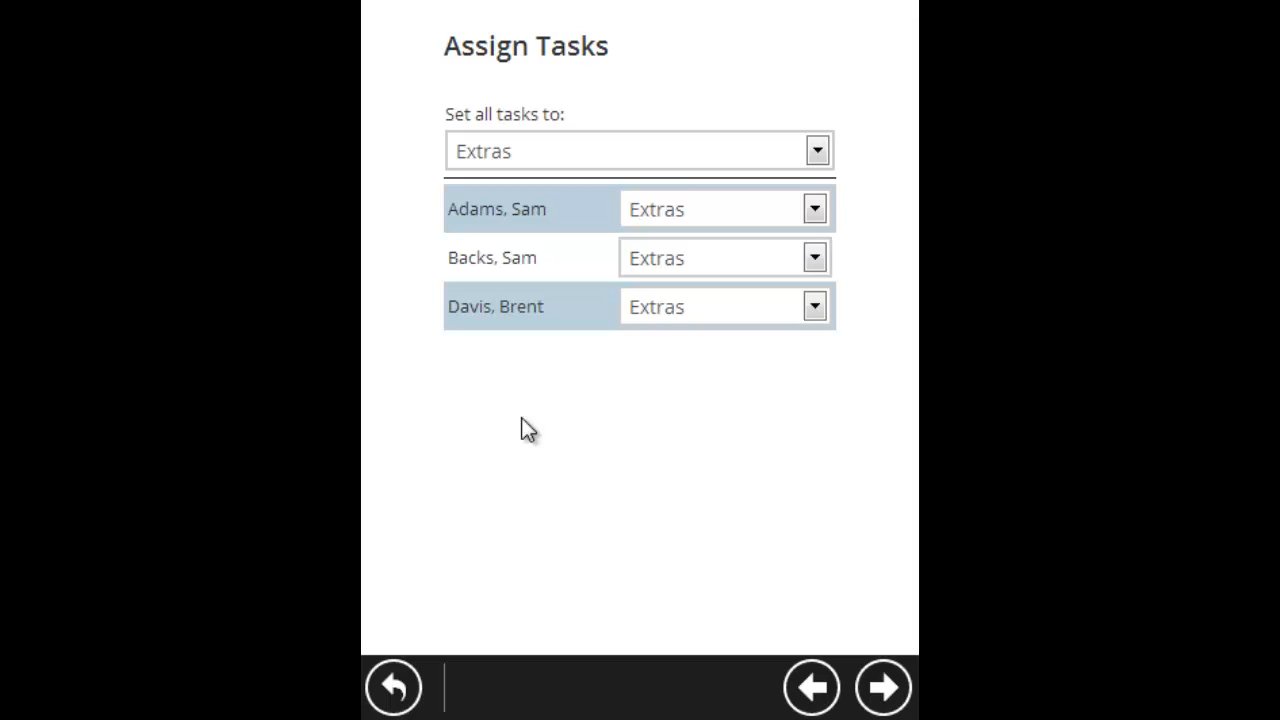 Assign Tasks
Set all tasks to:
Extras
Adams, Sam Extras
Backs, Sam Extras
Davis, Brent Extras